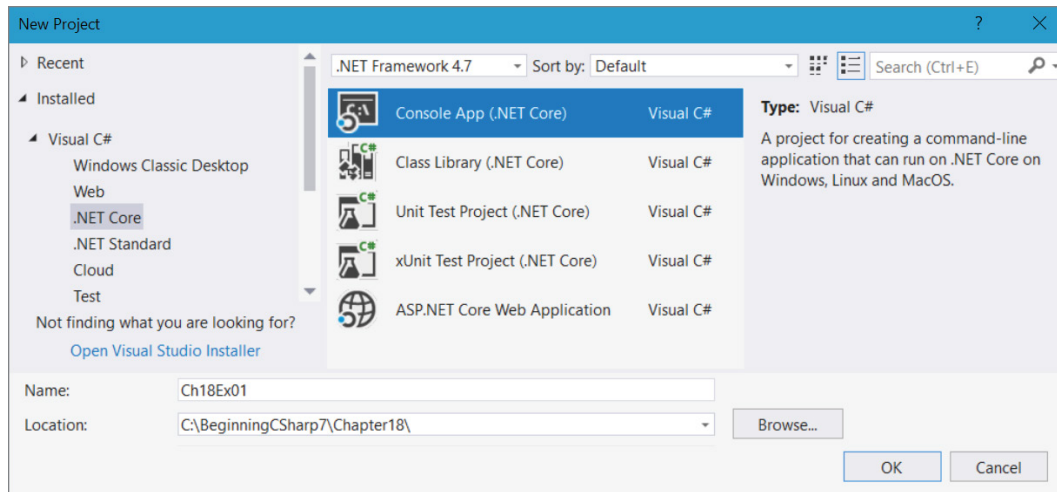 New Project ?
Recent
Installed
Visual C#
Windows Classic Desktop
Web
.NET Core
.NET Standard
Cloud
Test
Not finding what you are looking for?
Open Visual Studio Installer
.NET Framework 4.7 Sort by: Default Search (Ctrl+E)
C:\ Console App (.NET Core) Visual C#
C# Class Library (.NET Core) Visual C#
C# Unit Test Project (.NET Core) Visual C#
C# xUnit Test Project (.NET Core) Visual C#
ASP.NET Core Web Application Visual C#
Type: Visual C#
A project for creating a command-line
application that can run on .NET Core on
Windows, Linux and MacOS.
Name: Ch18Ex01
Location: C:\BeginningCSharp7\Chapter18\ Browse...
OK Cancel